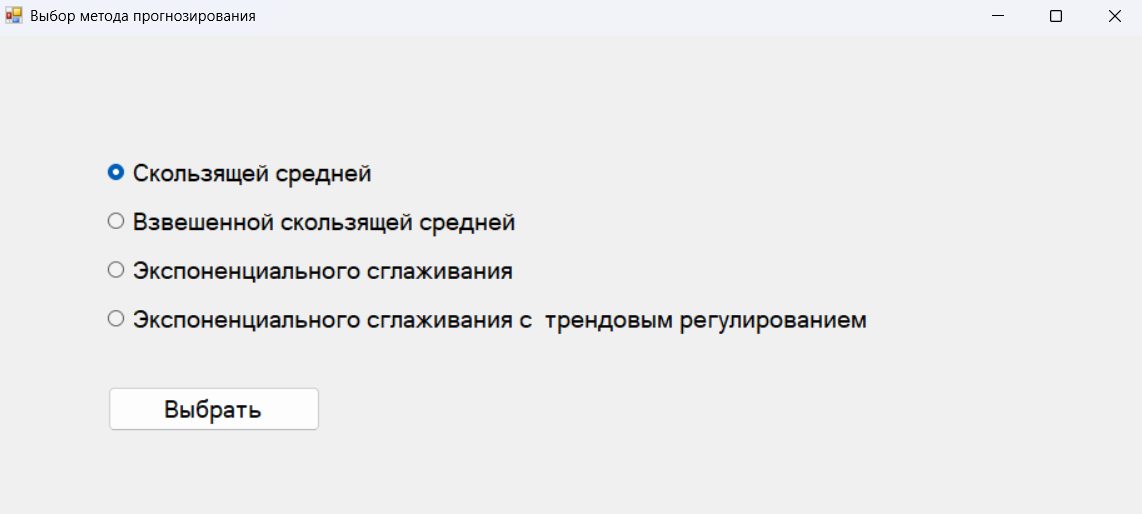 Выбор метода прогнозирования
Скользящей средней
Взвешенной скользящей средней
Экспоненциального сглаживания
Экспоненциального сглаживания с  трендовым регулированием
Выбрать